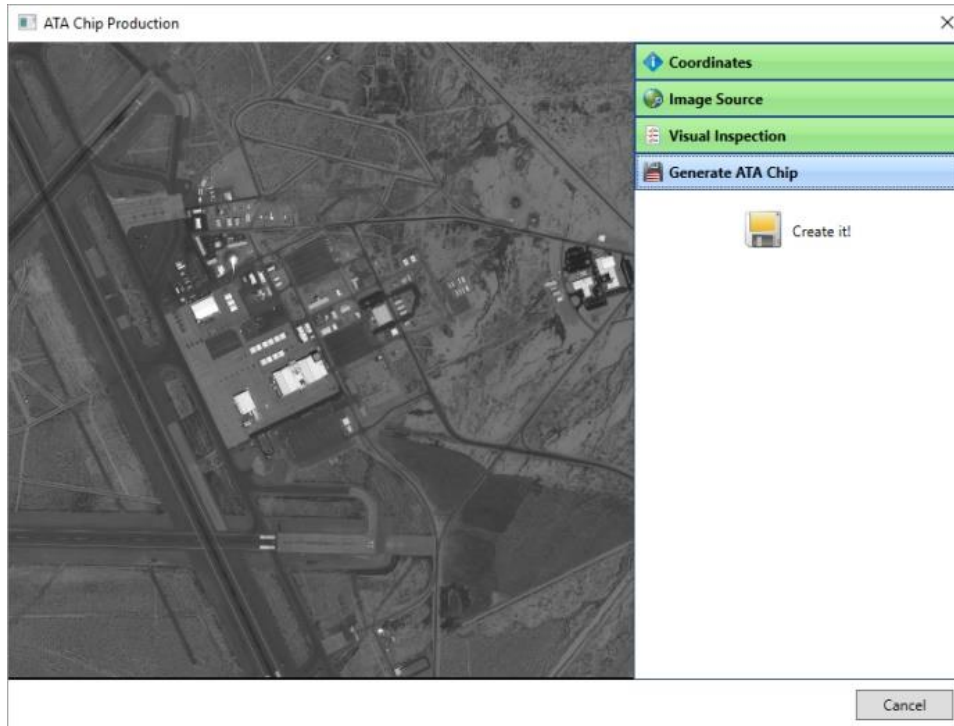 ATA Chip Production
Coordinates
Image Source
Visual Inspection
Generate ATA Chip
Create it!
Cancel